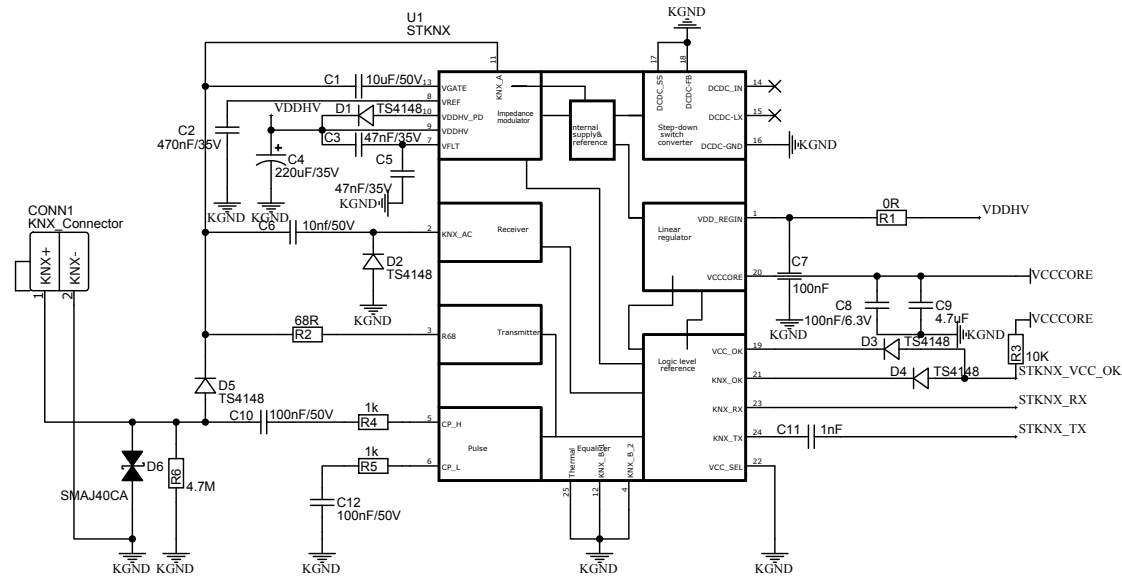 U1
STKNX
KGND
11
17
18
KNX_A
DCDC_SS
DCDC-FB
C1
10uF/50V
13
VGATE
8
VREF
VDDHV
D1
TS4148
10
VDDHV_PD
Impedance
modulator
9
VDDHV
C3
47nF/35V
7
VFLT
nternal
supply&
reference
Step-down
switch
converter
DCDC_IN
14
DCDC-LX
15
DCDC-GND
16
KGND
C2
470nF/35V
C4
220uF/35V
C5
47nF/35V
KGND
KGND
KGND
CONN1
KNX_Connector
KNX+
KNX-
1
2
C6
10nf/50V
2
KNX_AC
Receiver
D2
TS4148
KGND
VDD_REGIN
1
0R
R1
VDDHV
Linear
regulator
C7
100nF
KGND
VCCCORE
20
VCCCORE
C8
100nF/6.3V
C9
4.7uF
KGND
KGND
VCCCORE
68R
R2
3
R68
Transmitter
VCC_OK
19
D3
TS4148
R3
10K
Logic level
reference
KNX_OK
21
D4
TS4148
STKNX_VCC_OK
D5
TS4148
KNX_RX
23
STKNX_RX
C10
100nF/50V
1k
R4
5
CP_H
KNX_TX
24
C11
1nF
STKNX_TX
Pulse
Equalizer
1k
R5
6
CP_L
VCC_SEL
22
Thermal
KNX_B_1
KNX_B_2
25
12
4
D6
SMAJ40CA
R6
4.7M
C12
100nF/50V
KGND
KGND
KGND
KGND
KGND